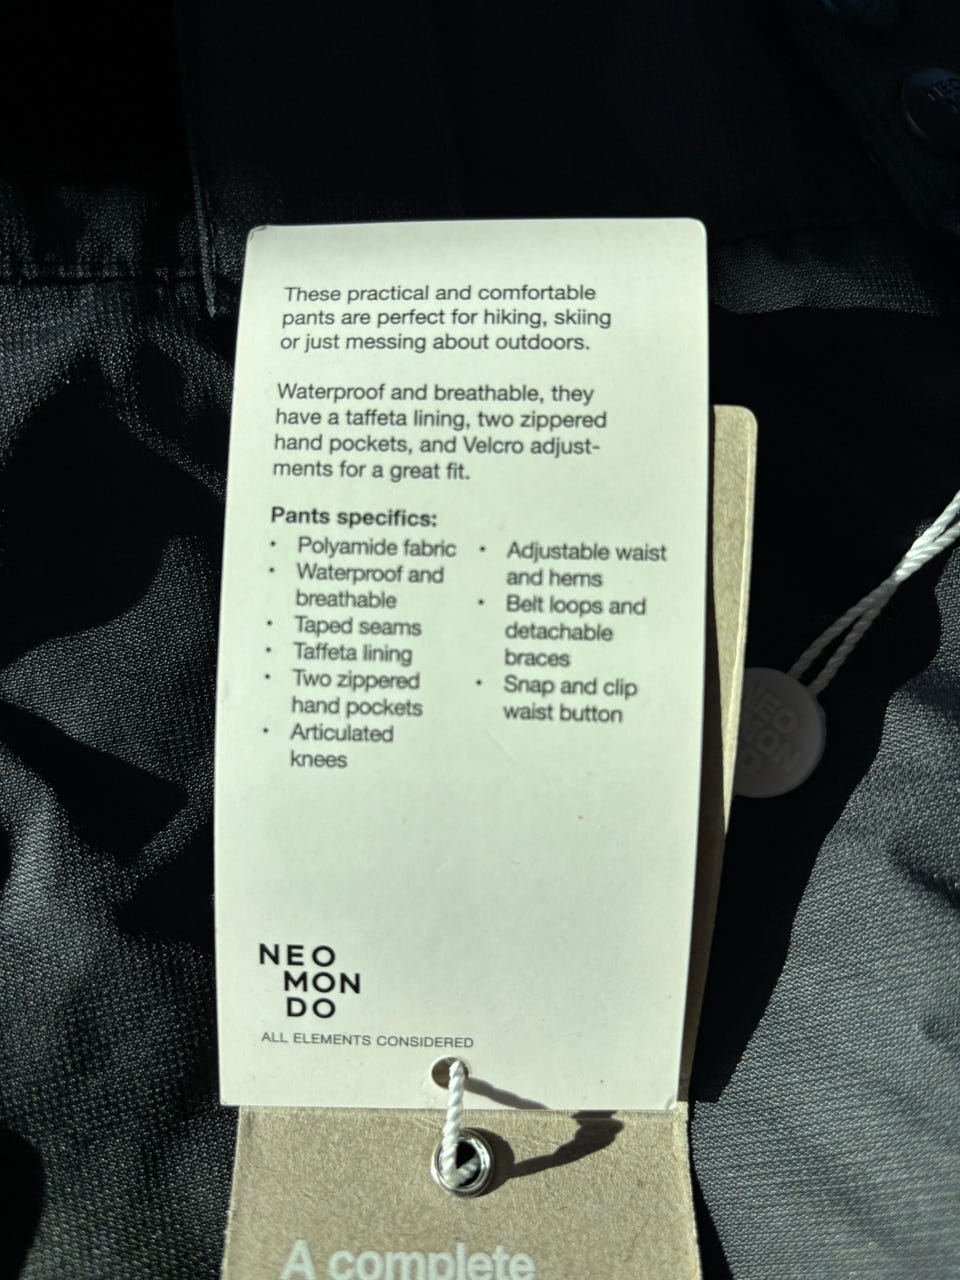 These practical and comfortable
pants are perfect for hiking, skiing
or just messing about outdoors.
Waterproof and breathable, they
have a taffeta lining, two zippered
hand pockets, and Velcro adjust-
ments for a great fit.
Pants specifics:
• Polyamide fabric
• Waterproof and
breathable
• Taped seams
• Taffeta lining
• Two zippered
hand pockets
• Articulated
knees
• Adjustable waist
and hems
• Belt loops and
detachable
braces
• Snap and clip
waist button
NEO
MON
DO
ALL ELEMENTS CONSIDERED
A complete
NEO
MON
DO